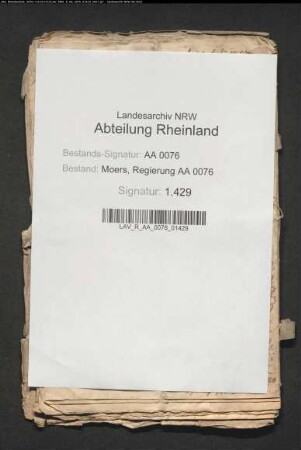 Landesarchiv NRW
Abteilung Rheinland
Bestands-Signatur: AA 0076
Bestand: Moers, Regierung AA 0076
Signatur: 1.429
LAV_R_AA_0076_01429